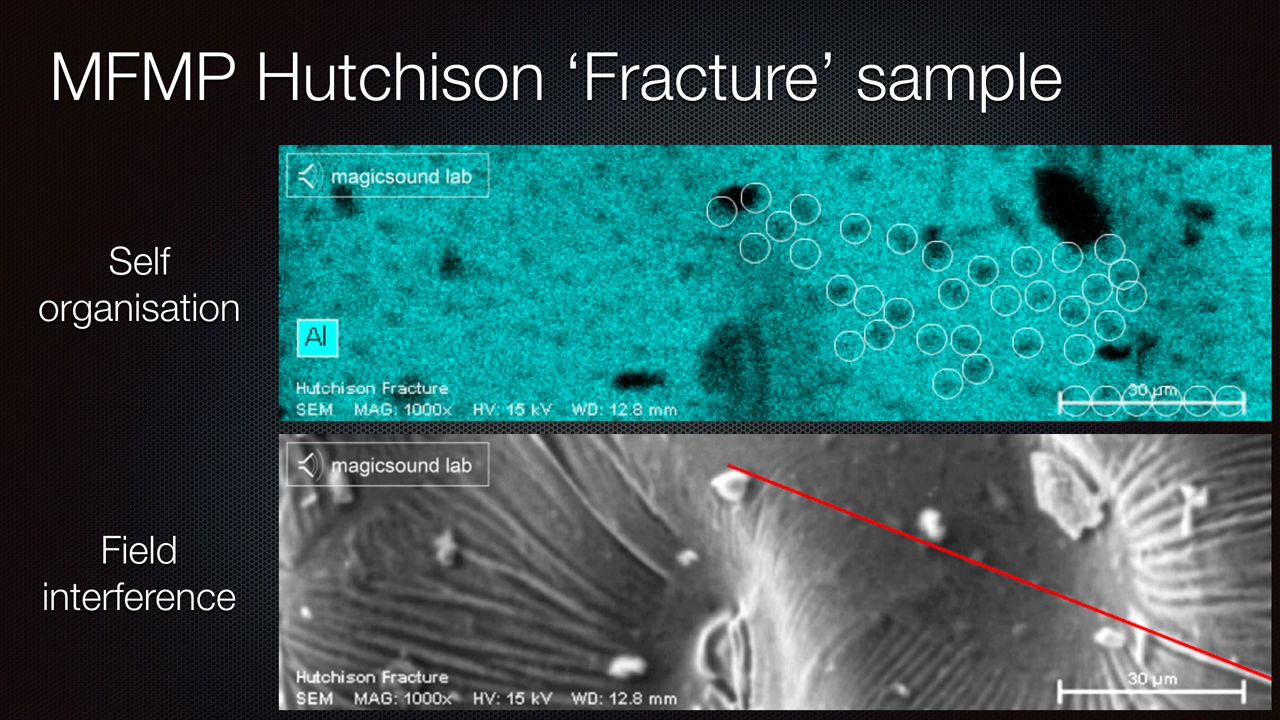 MFMP Hutchison ‘Fracture’ sample
Self
organisation
magicsound lab
Al
Hutchison Fracture
SEM MAG: 1000x HV: 15 kV WD: 12.8 mm
30 µm
Field
interference
magicsound lab
Hutchison Fracture
SEM MAG: 1000x HV: 15 kV WD: 12.8 mm
30 µm